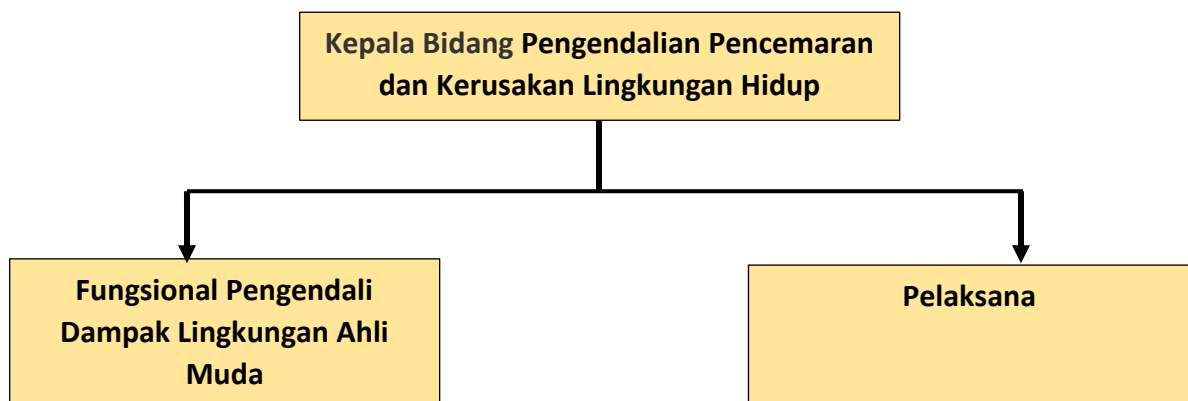 Kepala Bidang Pengendalian Pencemaran
dan Kerusakan Lingkungan Hidup
Fungsional Pengendali
Dampak Lingkungan Ahli
Muda
Pelaksana